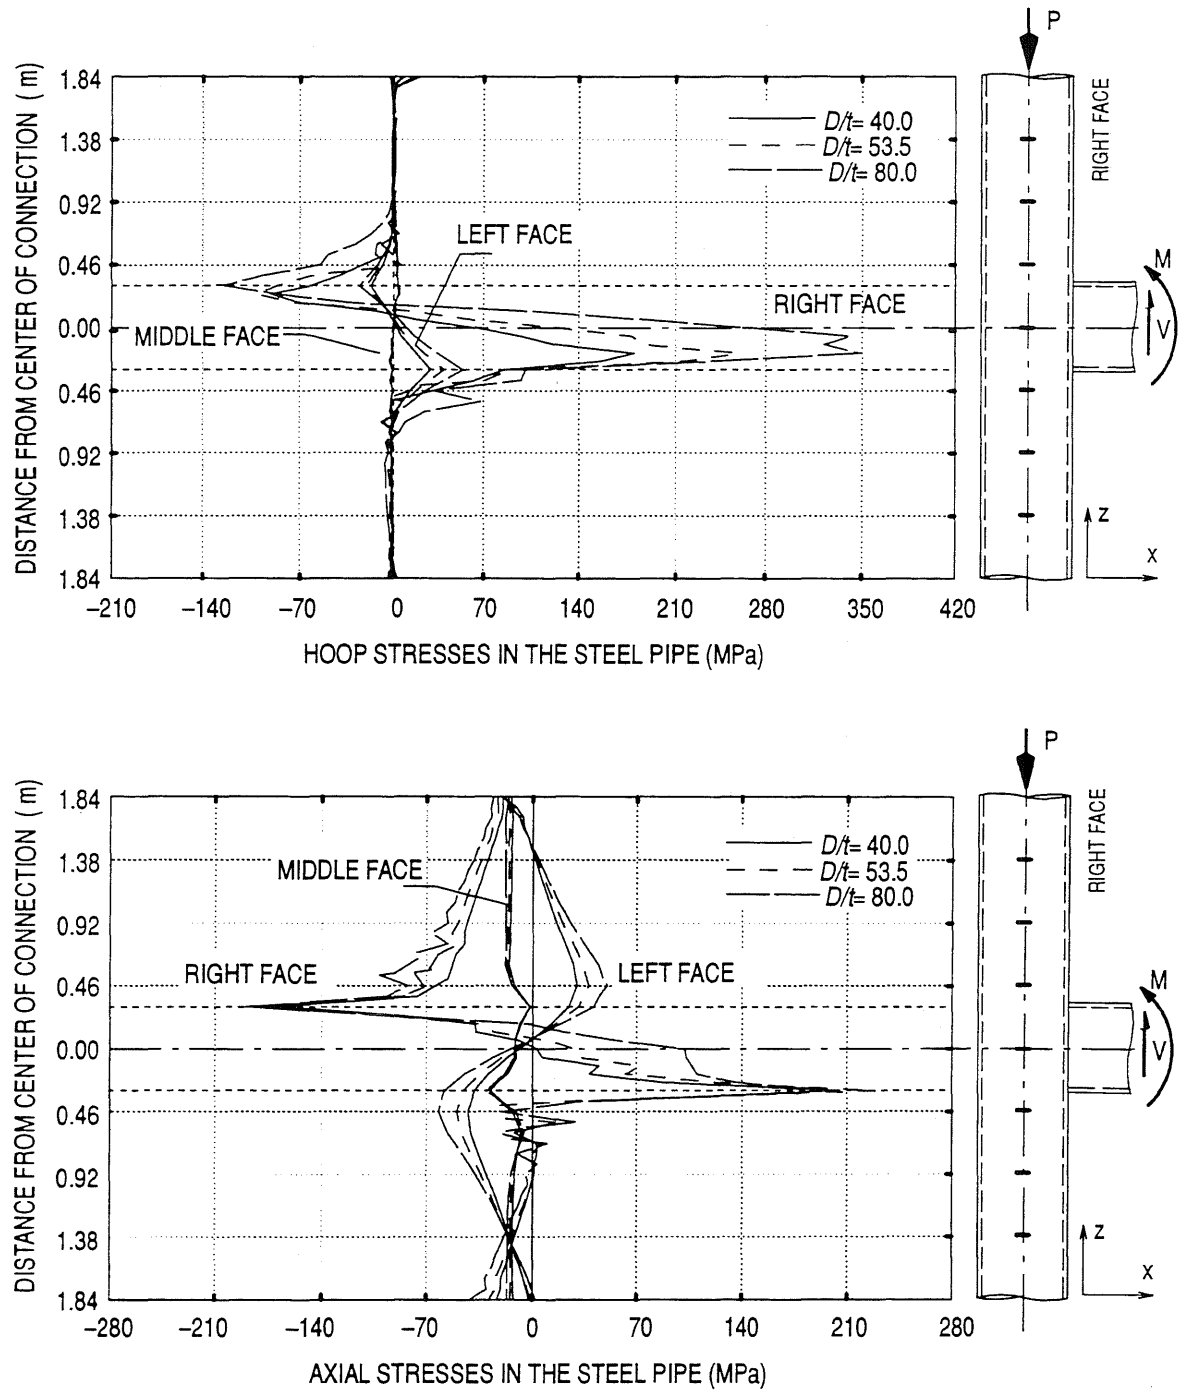 P
DISTANCE FROM CENTER OF CONNECTION (m)
1.84
1.38
0.92
0.46
0.00
0.46
0.92
1.38
1.84
D/t= 40.0
D/t= 53.5
D/t= 80.0
LEFT FACE
RIGHT FACE
MIDDLE FACE
RIGHT FACE
M
V
z
x
−210 −140 −70 0 70 140 210 280 350 420
HOOP STRESSES IN THE STEEL PIPE (MPa)
P
DISTANCE FROM CENTER OF CONNECTION (m)
1.84
1.38
0.92
0.46
0.00
0.46
0.92
1.38
1.84
D/t= 40.0
D/t= 53.5
D/t= 80.0
MIDDLE FACE
RIGHT FACE
LEFT FACE
RIGHT FACE
M
V
z
x
−280 −210 −140 −70 0 70 140 210 280
AXIAL STRESSES IN THE STEEL PIPE (MPa)